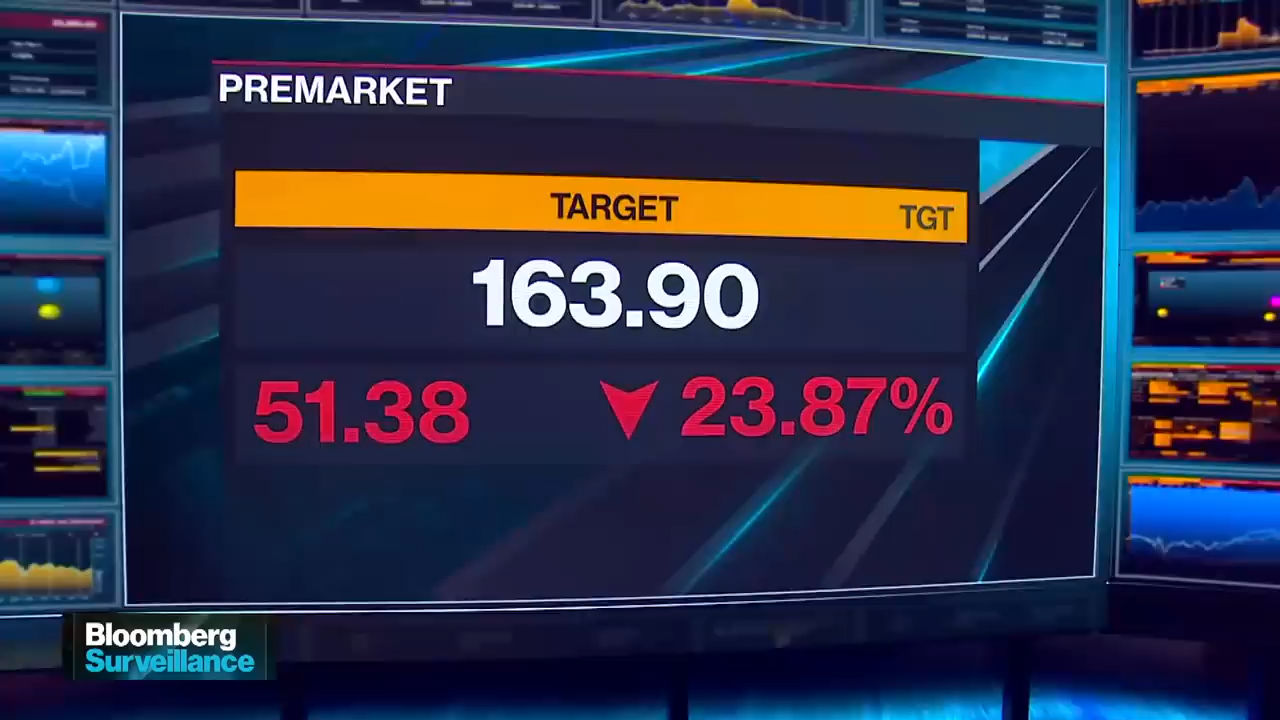 PREMARKET
TARGET TGT
163.90
51.38 23.87%
Bloomberg
Surveillance